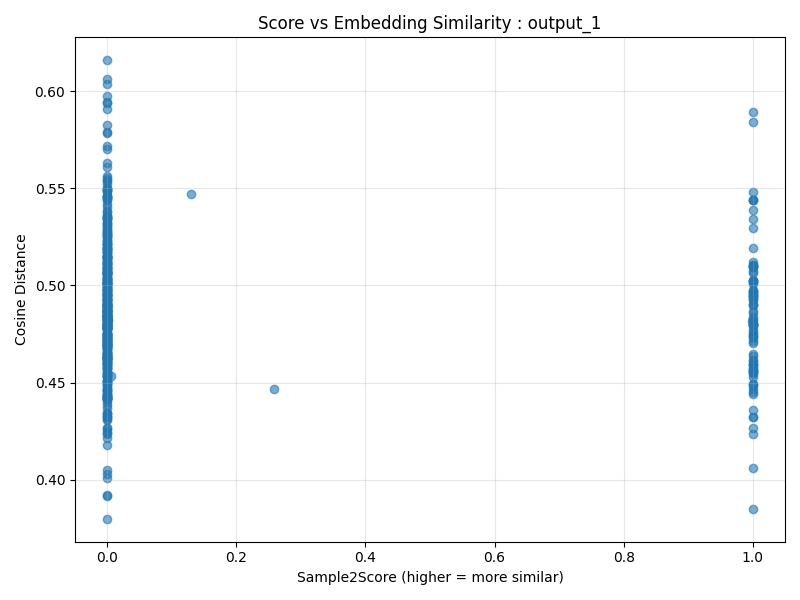 Score vs Embedding Similarity : output_1
0.60
0.55
0.50
0.45
0.40
Cosine Distance
0.0 0.2 0.4 0.6 0.8 1.0
Sample2Score (higher = more similar)